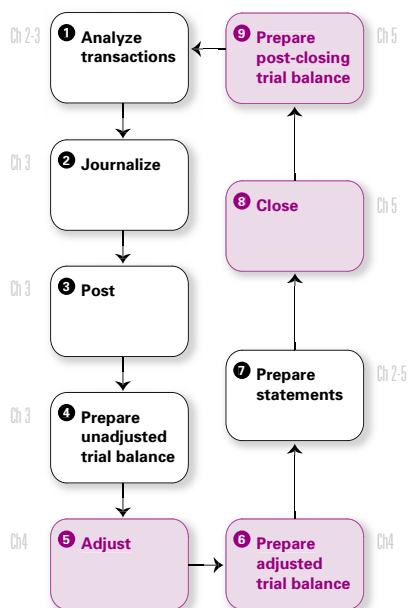 Ch 2-3
1 Analyze
transactions
Ch 3
2 Journalize
Ch 3
3 Post
Ch 3
4 Prepare
unadjusted
trial balance
Ch4
5 Adjust
6 Prepare
adjusted
trial balance
Ch4
7 Prepare
statements
Ch 2-5
8 Close
Ch 5
9 Prepare
post-closing
trial balance
Ch 5